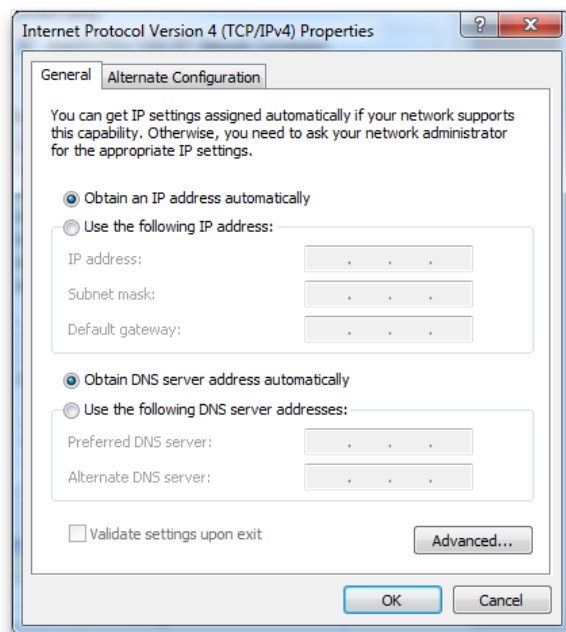 Internet Protocol Version 4 (TCP/IPv4) Properties
General
Alternate Configuration
You can get IP settings assigned automatically if your network supports
this capability. Otherwise, you need to ask your network administrator
for the appropriate IP settings.
Obtain an IP address automatically
Use the following IP address:
IP address:
Subnet mask:
Default gateway:
Obtain DNS server address automatically
Use the following DNS server addresses:
Preferred DNS server:
Alternate DNS server:
Validate settings upon exit
Advanced...
OK
Cancel